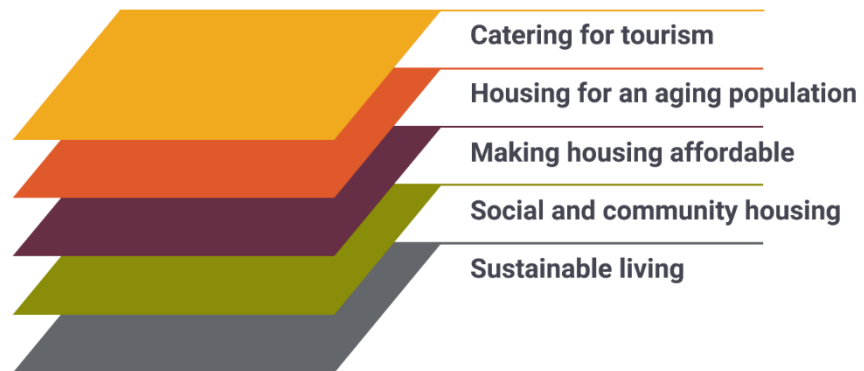 Catering for tourism
Housing for an aging population
Making housing affordable
Social and community housing
Sustainable living